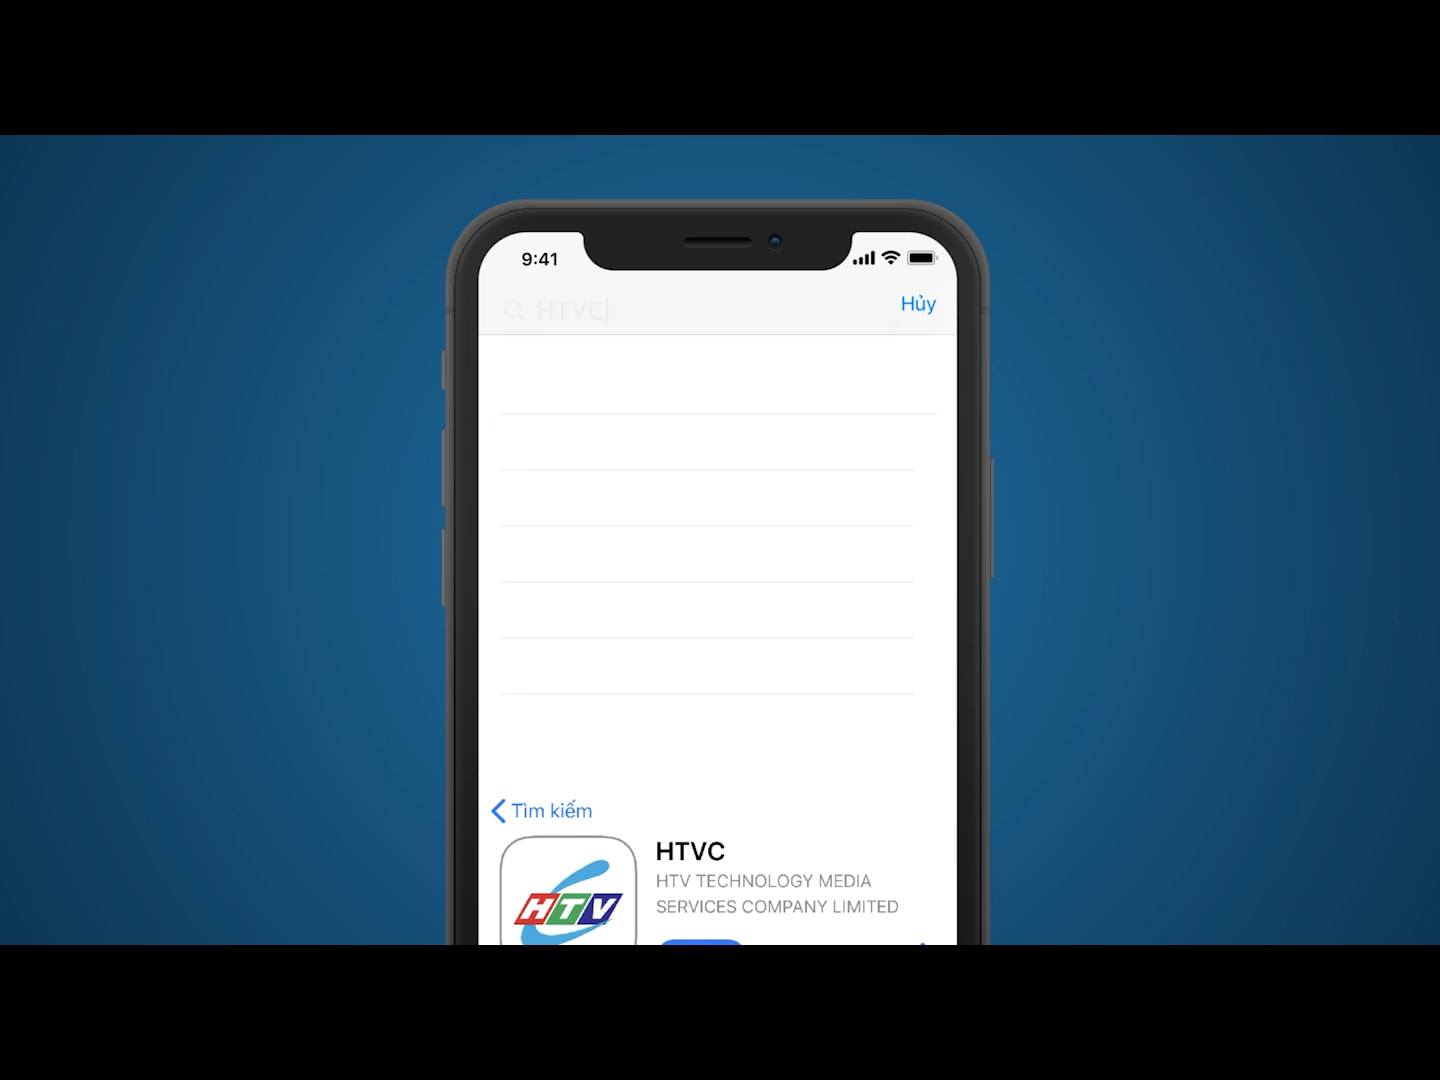 9:41
HTVC
Hủy
Tìm kiếm
HTVC
HTV TECHNOLOGY MEDIA
SERVICES COMPANY LIMITED
HTV